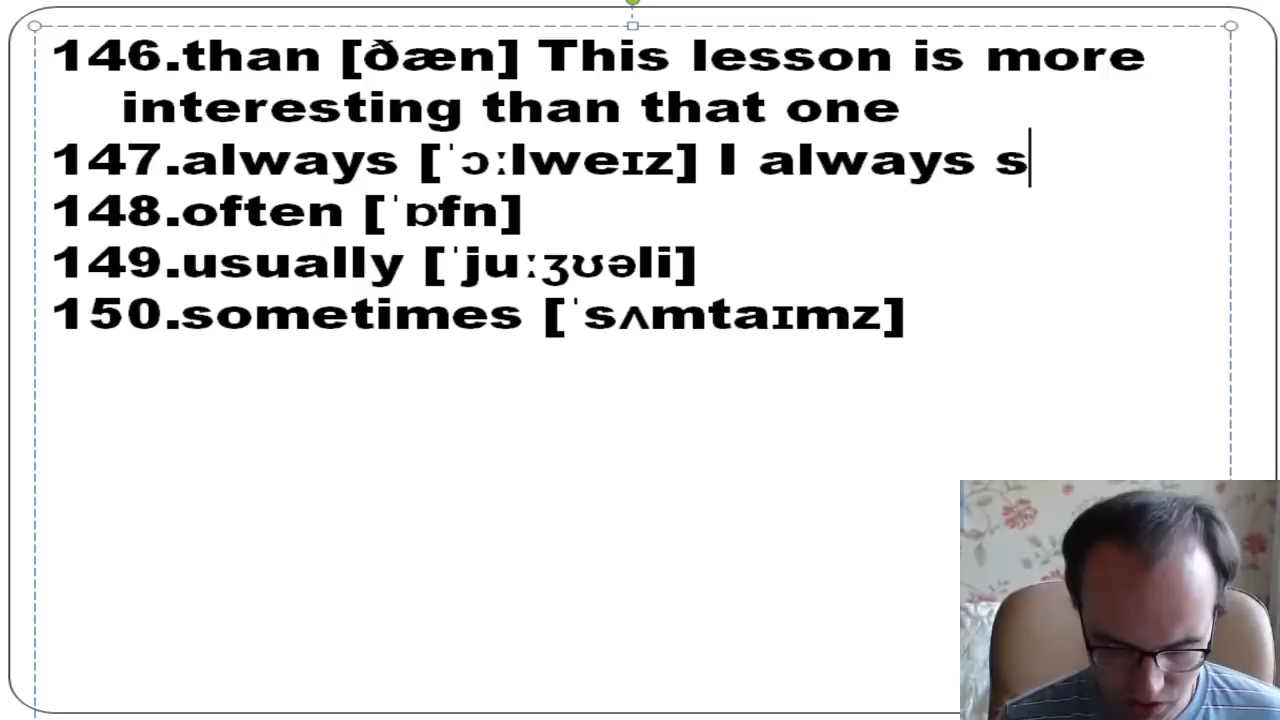 146.than [ðæn] This lesson is more
interesting than that one
147.always [ˈɔːlweɪz] I always s
148.often [ˈɒfn]
149.usually [ˈjuːʒʊəli]
150.sometimes [ˈsʌmtaɪmz]